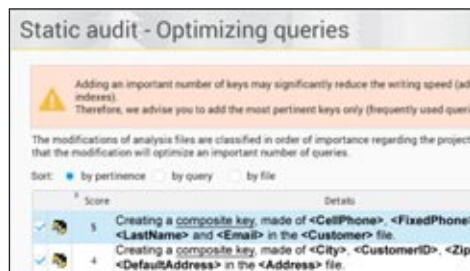 Static audit - Optimizing queries
Adding an important number of keys may significantly reduce the writing speed (ad
indexes).
Therefore, we advise you to add the most pertinent keys only (frequently used quer
The modifications of analysis files are classified in order of importance regarding the project
that the modification will optimize an important number of queries.
Sort: by pertinence by query by file
Score Details
5 Creating a composite key, made of <CellPhone>, <FixedPhone>
<LastName> and <Email> in the <Customer> file.
4 Creating a composite key, made of <City>, <CustomerID>, <Zip
<DefaultAddress> in the <Address> file.